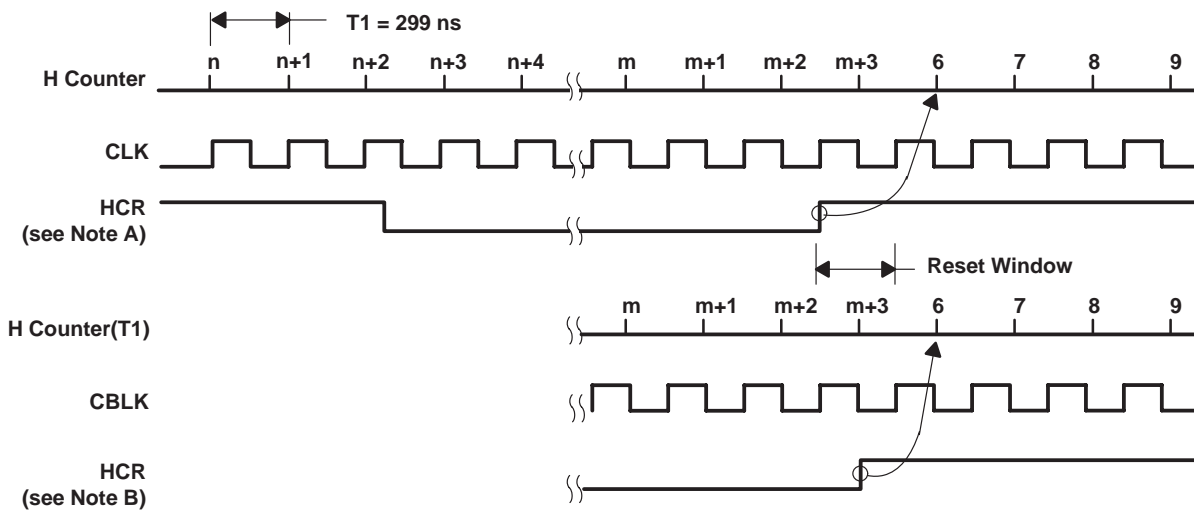 T1 = 299 ns
n n+1 n+2 n+3 n+4 m m+1 m+2 m+3 6 7 8 9
H Counter
CLK
HCR
(see Note A)
Reset Window
m m+1 m+2 m+3 6 7 8 9
H Counter(T1)
CBLK
HCR
(see Note B)